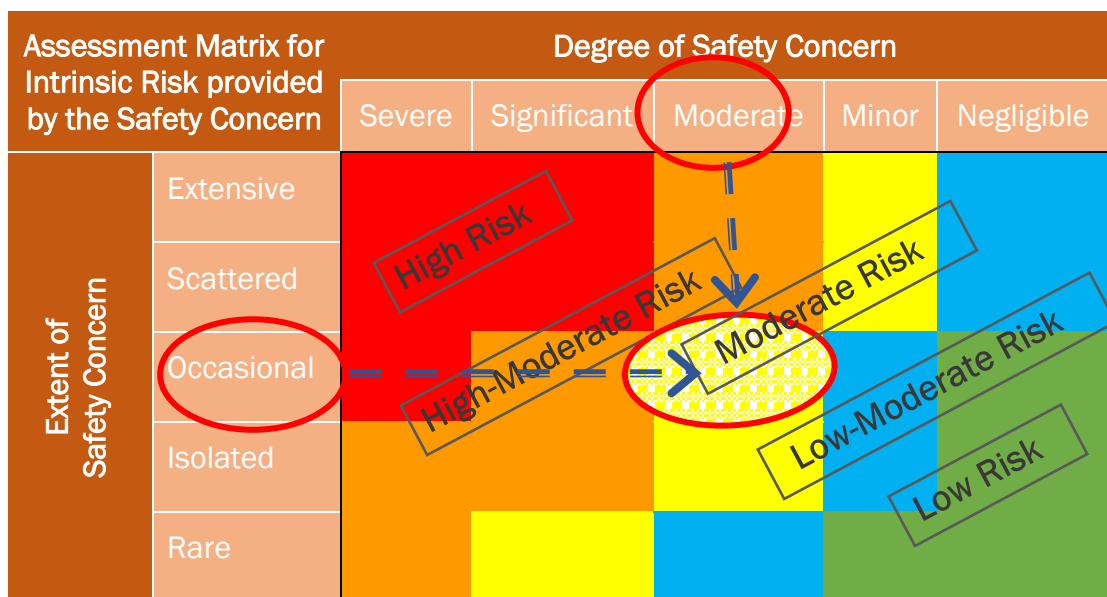 Assessment Matrix for
Intrinsic Risk provided
by the Safety Concern
Degree of Safety Concern
Severe
Significant
Moderate
Minor
Negligible
Extent of
Safety Concern
Extensive
Scattered
Occasional
Isolated
Rare
High Risk
High-Moderate Risk
Moderate Risk
Low-Moderate Risk
Low Risk